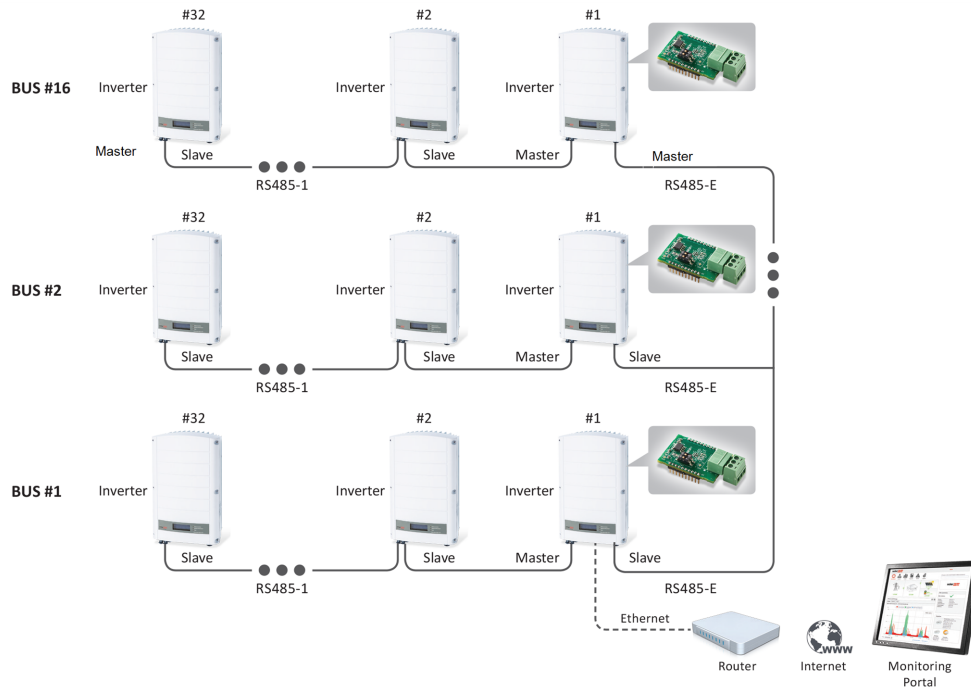 #32 #2 #1
BUS #16 Inverter Inverter Inverter
Master Slave Slave Master Master
RS485-1 RS485-E
#32 #2 #1
BUS #2 Inverter Inverter Inverter
Slave Slave Master Slave
RS485-1 RS485-E
#32 #2 #1
BUS #1 Inverter Inverter Inverter
Slave Slave Master Slave
RS485-1 RS485-E
Ethernet
www
Router Internet Monitoring
Portal